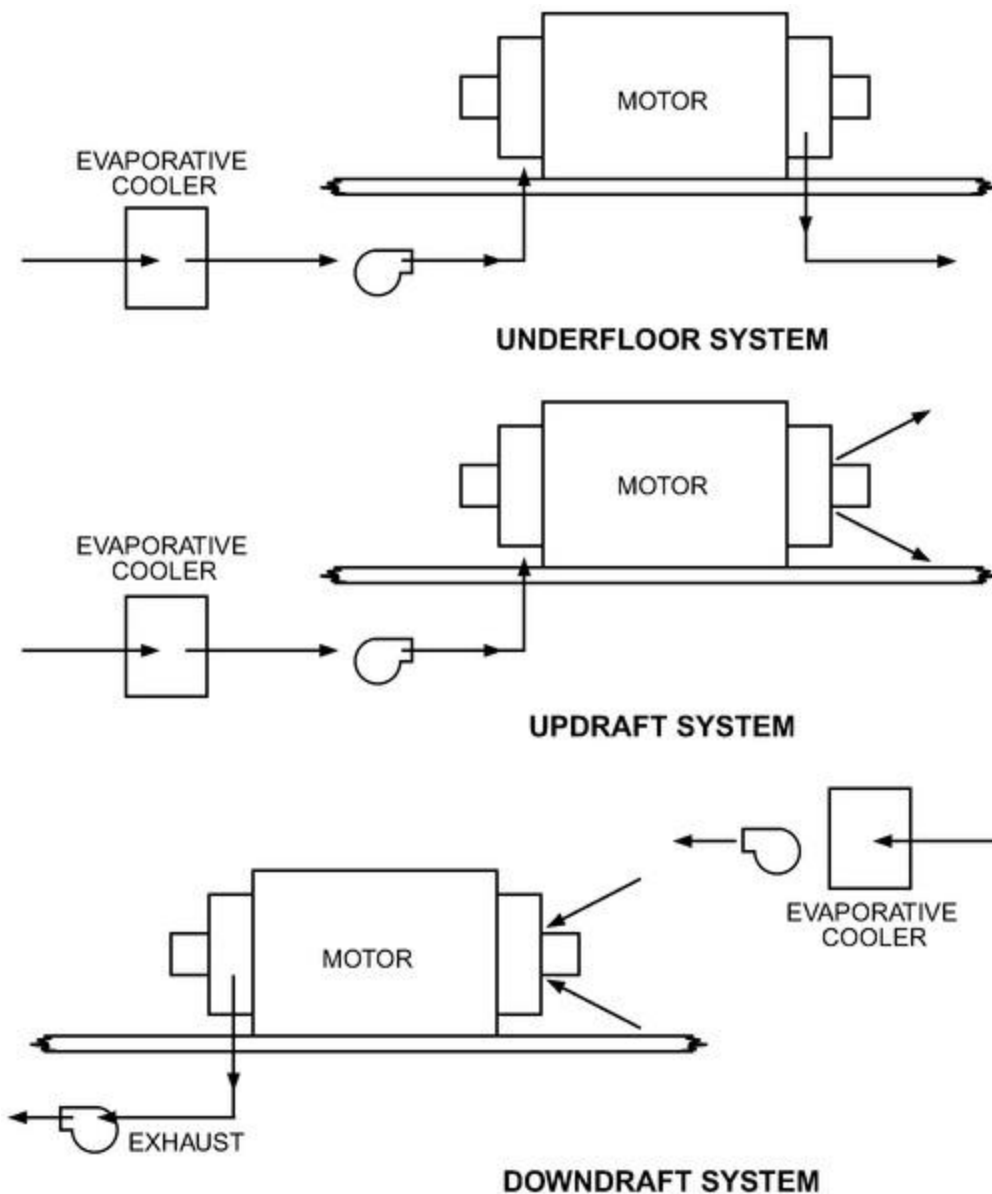 MOTOR
EVAPORATIVE
COOLER
UNDERFLOOR SYSTEM
MOTOR
EVAPORATIVE
COOLER
UPDRAFT SYSTEM
EVAPORATIVE
COOLER
MOTOR
EXHAUST
DOWNDRAFT SYSTEM